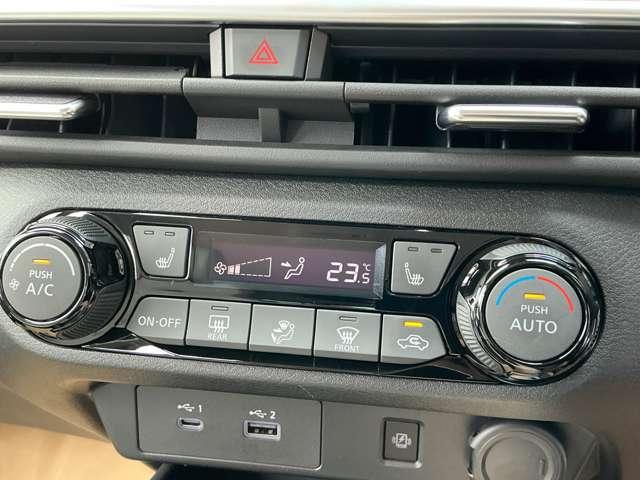 PUSH
A/C
23.5°C
ON·OFF
REAR
FRONT
PUSH
AUTO
1
2